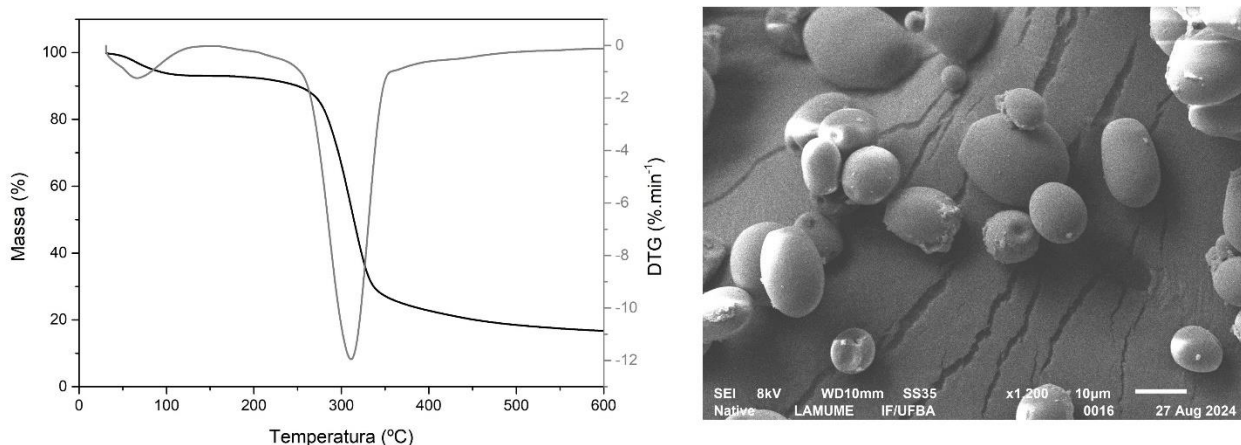 100
80
60
40
20
0
Massa (%)
0
-2
-4
-6
-8
-10
-12
DTG (%.min⁻¹)
0 100 200 300 400 500 600
Temperatura (ºC)
SEI 8kV WD10mm SS35 x1,200 10µm
Native LAMUME IF/UFBA 0016 27 Aug 2024